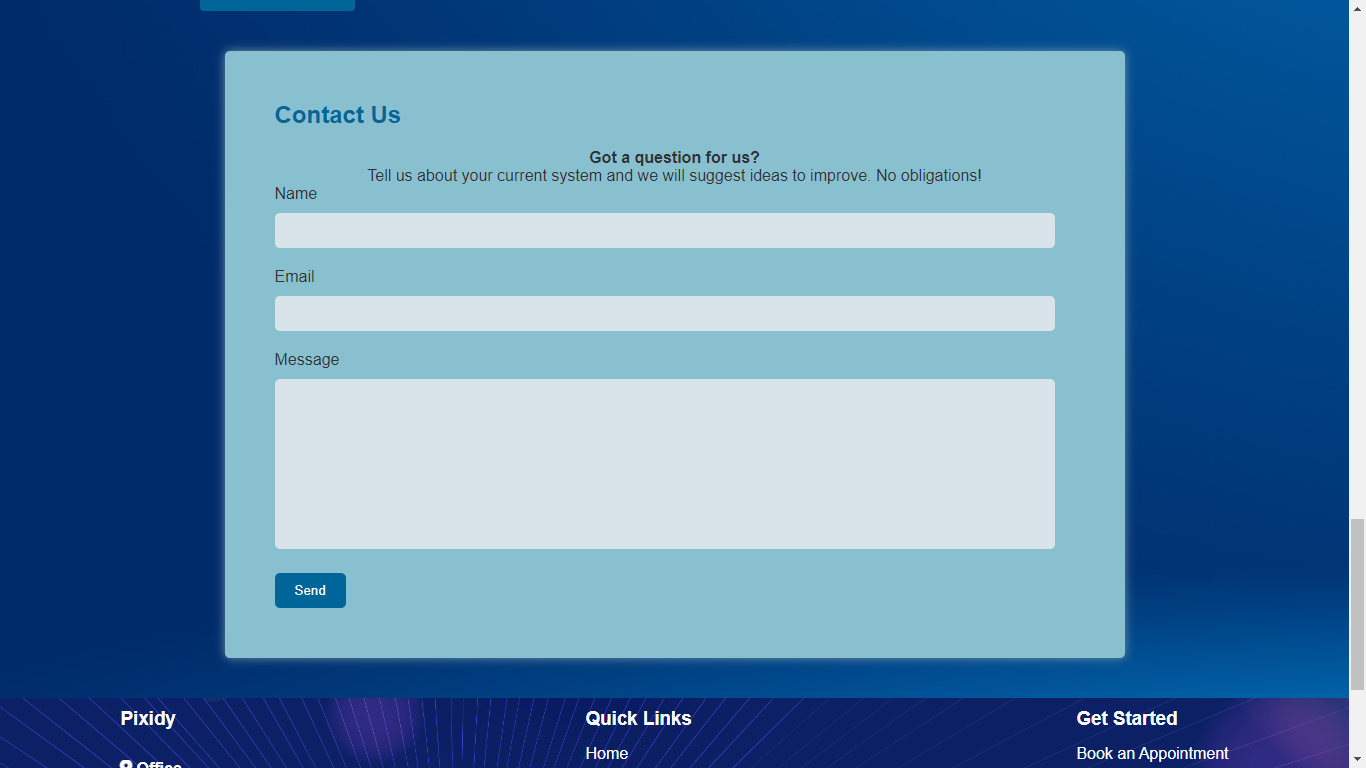 Contact Us
Got a question for us?
Tell us about your current system and we will suggest ideas to improve. No obligations!
Name
Email
Message
Send
Pixidy
Quick Links
Get Started
Home
Book an Appointment
Office